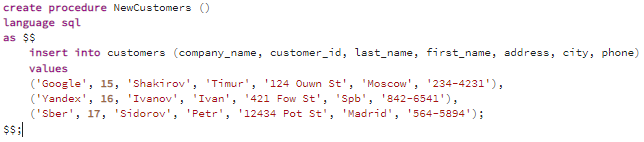 create procedure NewCustomers ()
language sql
as $$
insert into customers (company_name, customer_id, last_name, first_name, address, city, phone)
values
('Google', 15, 'Shakirov', 'Timur', '124 Ouwn St', 'Moscow', '234-4231'),
('Yandex', 16, 'Ivanov', 'Ivan', '421 Fow St', 'Spb', '842-6541'),
('Sber', 17, 'Sidorov', 'Petr', '12434 Pot St', 'Madrid', '564-5894');
$$;